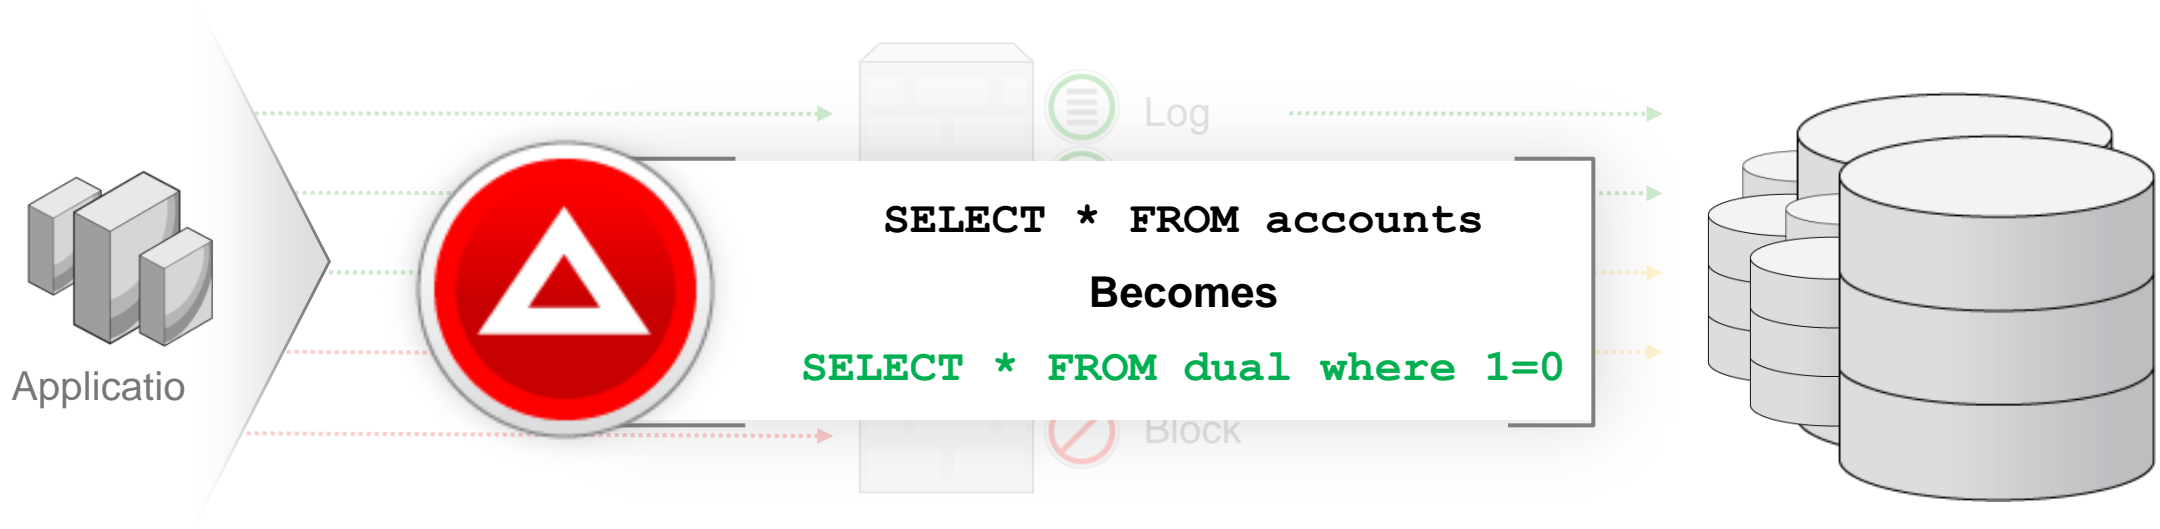 Log
SELECT * FROM accounts
Becomes
SELECT * FROM dual where 1=0
Applicatio
Block